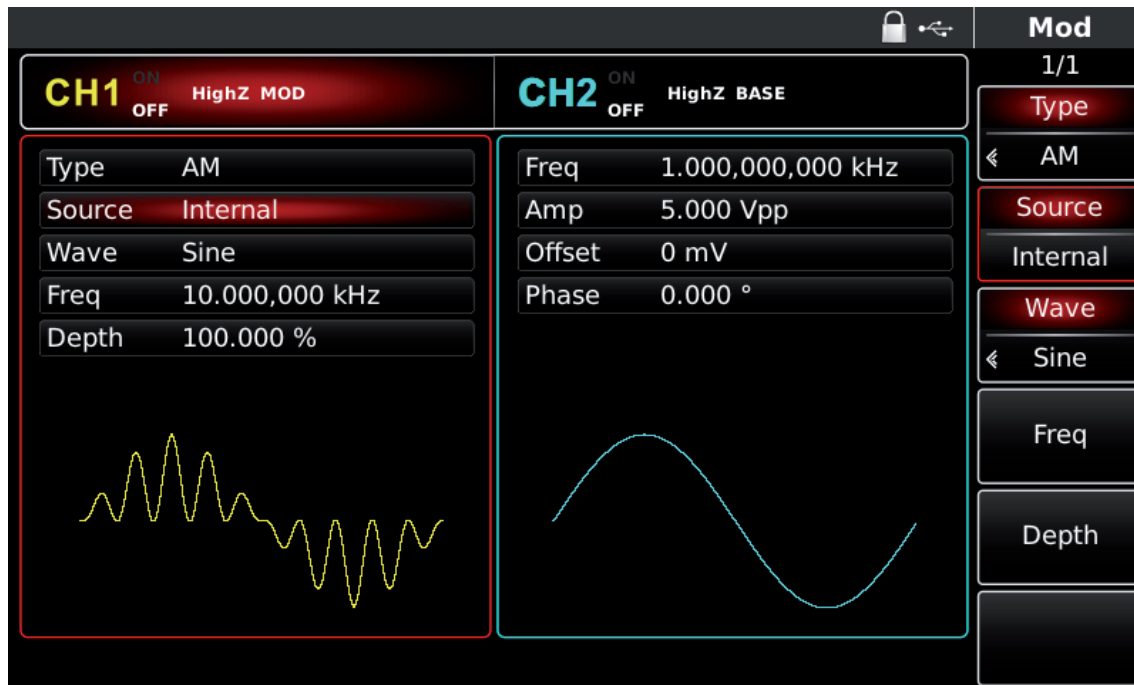 Mod
1/1
CH1 ON OFF HighZ MOD
CH2 ON OFF HighZ BASE
Type AM
Source Internal
Wave Sine
Freq 10.000,000 kHz
Depth 100.000 %
Freq 1.000,000,000 kHz
Amp 5.000 Vpp
Offset 0 mV
Phase 0.000 °
Type
AM
Source
Internal
Wave
Sine
Freq
Depth